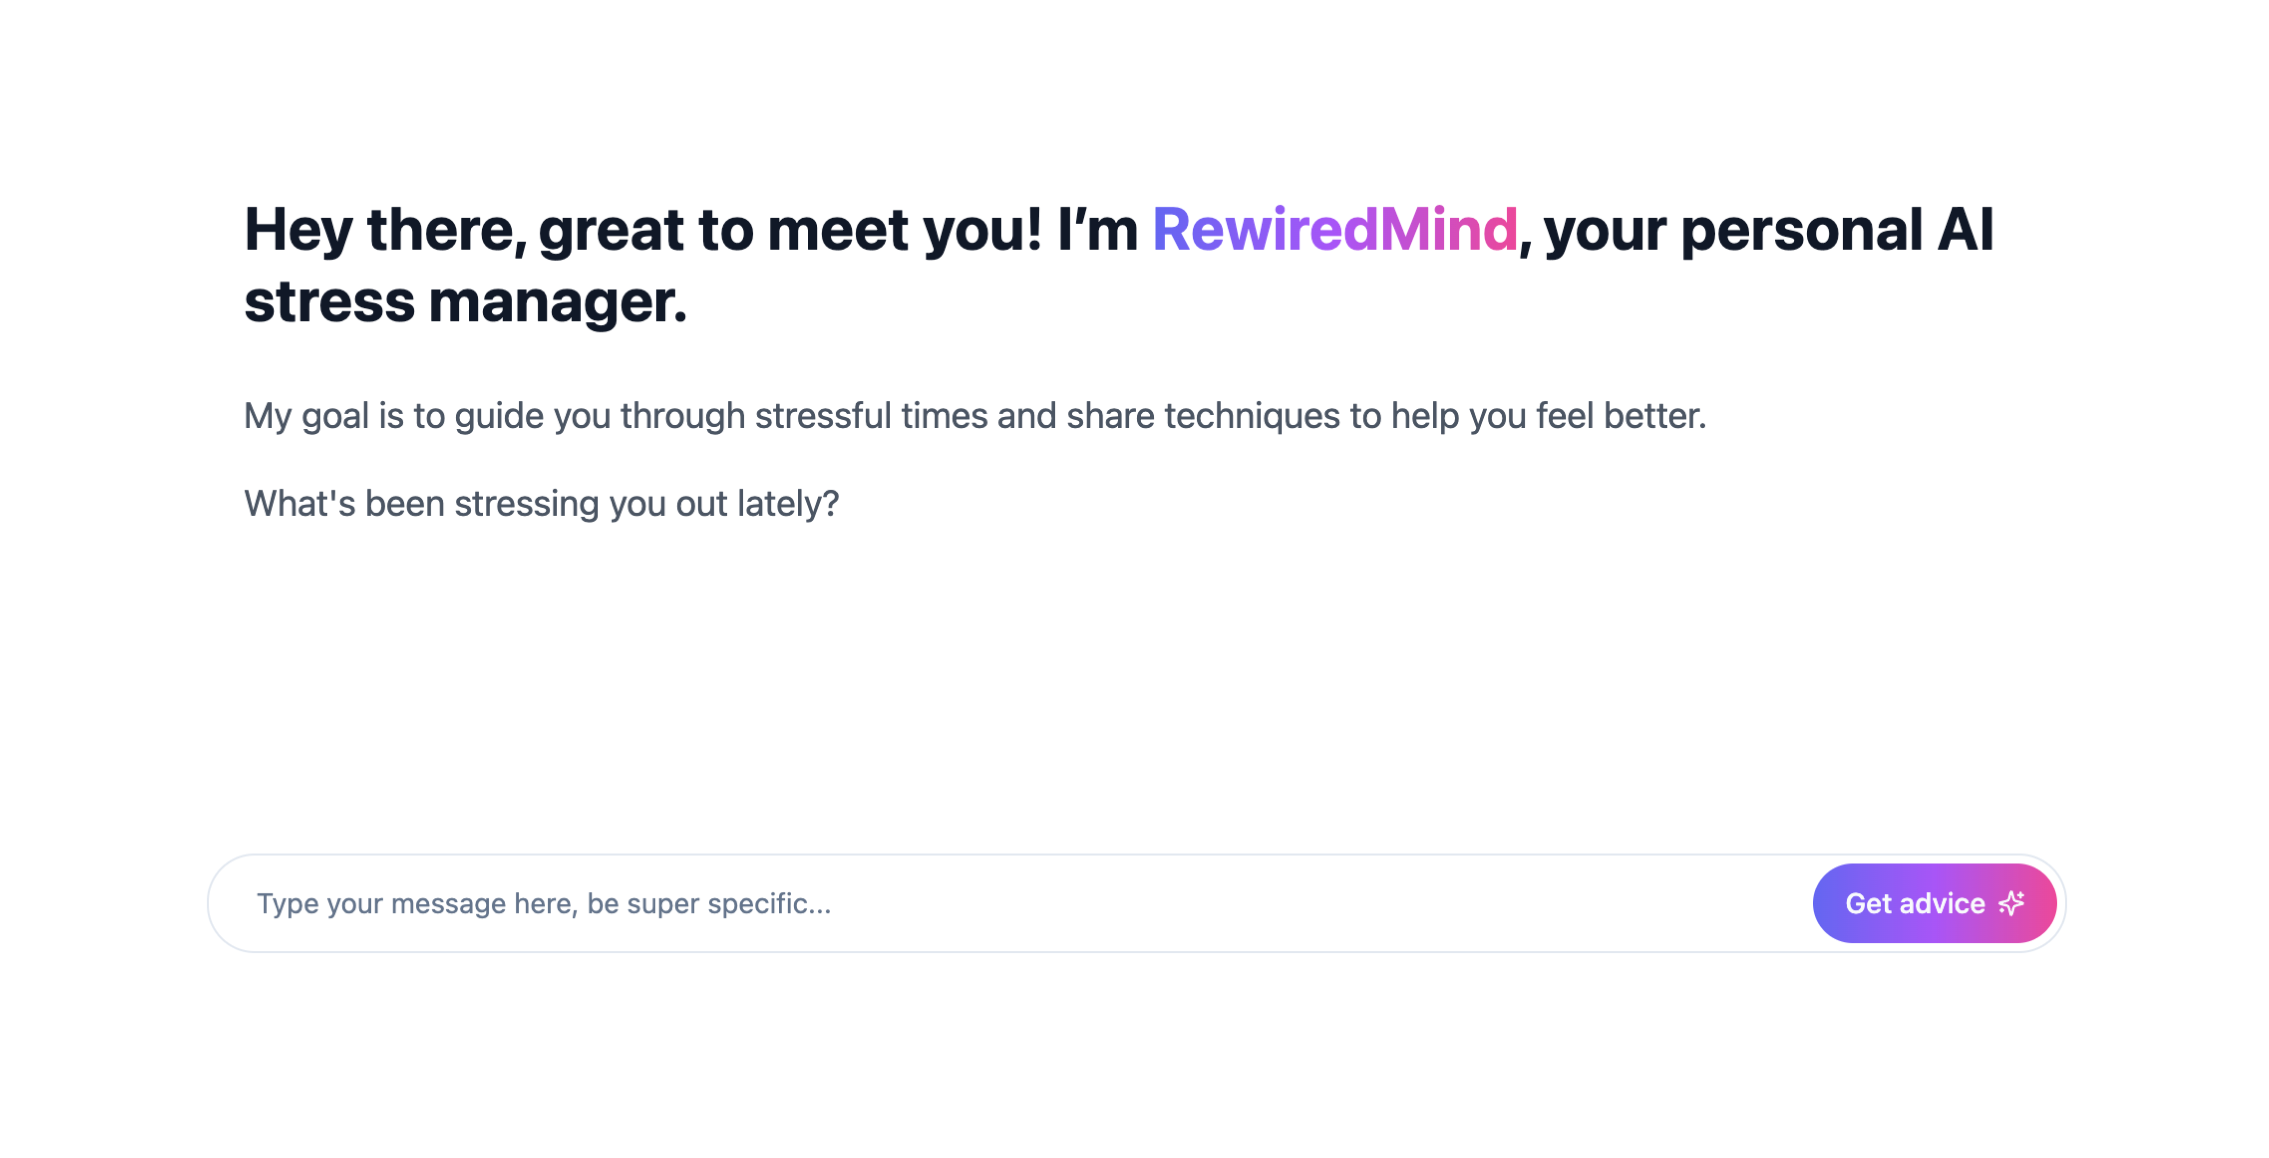 Hey there, great to meet you! I’m RewiredMind, your personal AI
stress manager.
My goal is to guide you through stressful times and share techniques to help you feel better.
What's been stressing you out lately?
Type your message here, be super specific...
Get advice